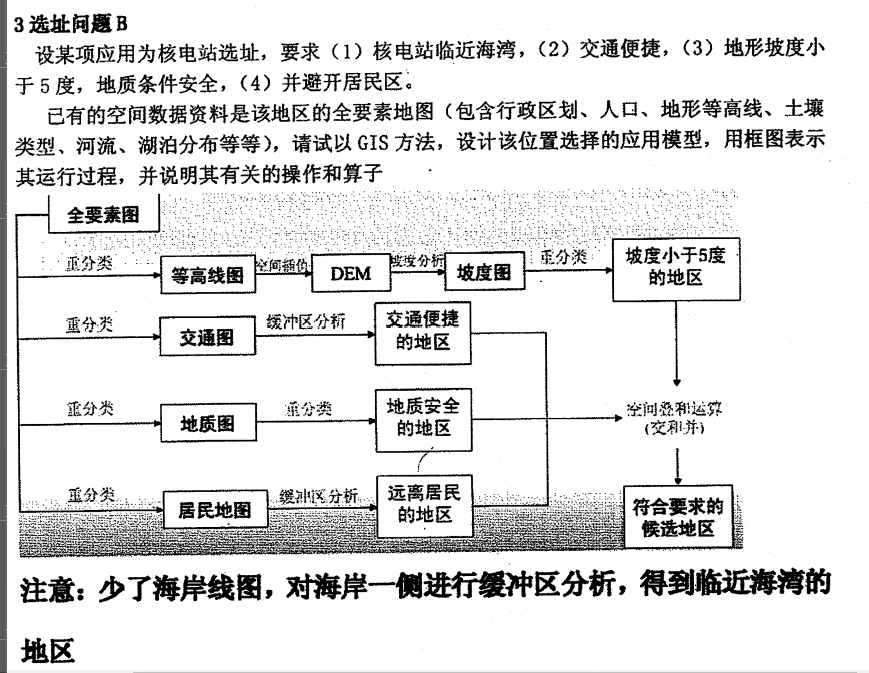 3 选址问题 B
设某项应用为核电站选址，要求（1）核电站临近海湾，（2）交通便捷，（3）地形坡度小
于 5 度，地质条件安全，（4）并避开居民区。
已有的空间数据资料是该地区的全要素地图（包含行政区划、人口、地形等高线、土壤
类型、河流、湖泊分布等等），请试以 GIS 方法，设计该位置选择的应用模型，用框图表示
其运行过程，并说明其有关的操作和算子
全要素图
重分类
等高线图
空间插值
DEM
坡度分析
坡度图
重分类
坡度小于5度
的地区
重分类
交通图
缓冲区分析
交通便捷
的地区
重分类
地质图
重分类
地质安全
的地区
空间叠和运算
(交和并)
重分类
居民地图
缓冲区分析
远离居民
的地区
符合要求的
候选地区
注意：少了海岸线图，对海岸一侧进行缓冲区分析，得到临近海湾的
地区